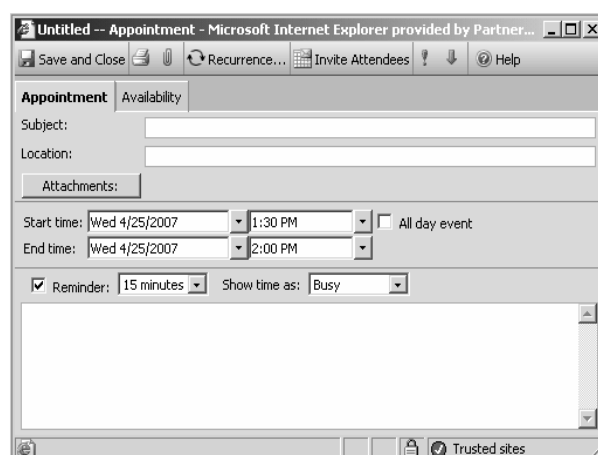 Untitled -- Appointment - Microsoft Internet Explorer provided by Partner...
Save and Close Recurrence... Invite Attendees Help
Appointment Availability
Subject:
Location:
Attachments:
Start time: Wed 4/25/2007 1:30 PM All day event
End time: Wed 4/25/2007 2:00 PM
Reminder: 15 minutes Show time as: Busy
Trusted sites